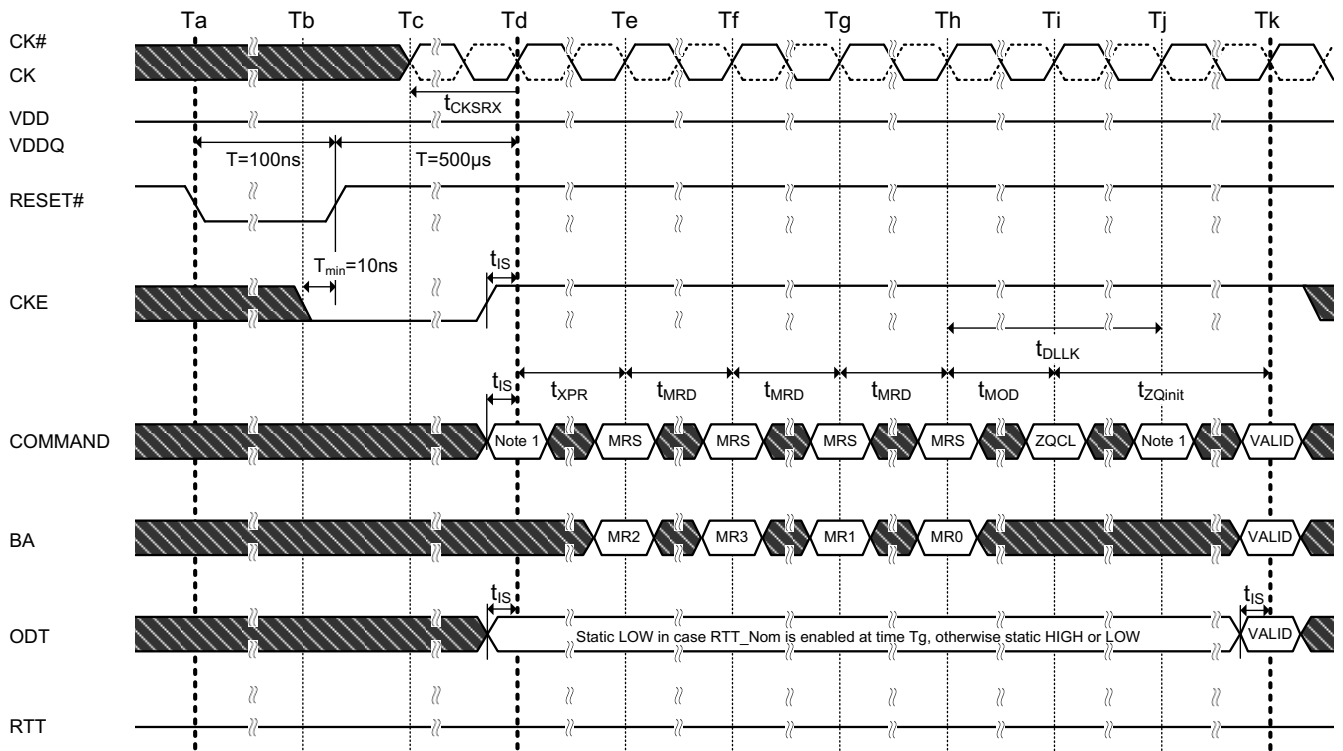 Ta Tb Tc Td Te Tf Tg Th Ti Tj Tk
CK#
CK
tCKSRX
VDD
VDDQ
T=100ns T=500µs
RESET#
Tmin=10ns tIS
CKE
tDLLK
tIS tXPR tMRD tMRD tMRD tMOD tZQinit
COMMAND Note 1 MRS MRS MRS MRS ZQCL Note 1 VALID
BA MR2 MR3 MR1 MR0 VALID
tIS tIS
ODT Static LOW in case RTT_Nom is enabled at time Tg, otherwise static HIGH or LOW VALID
RTT